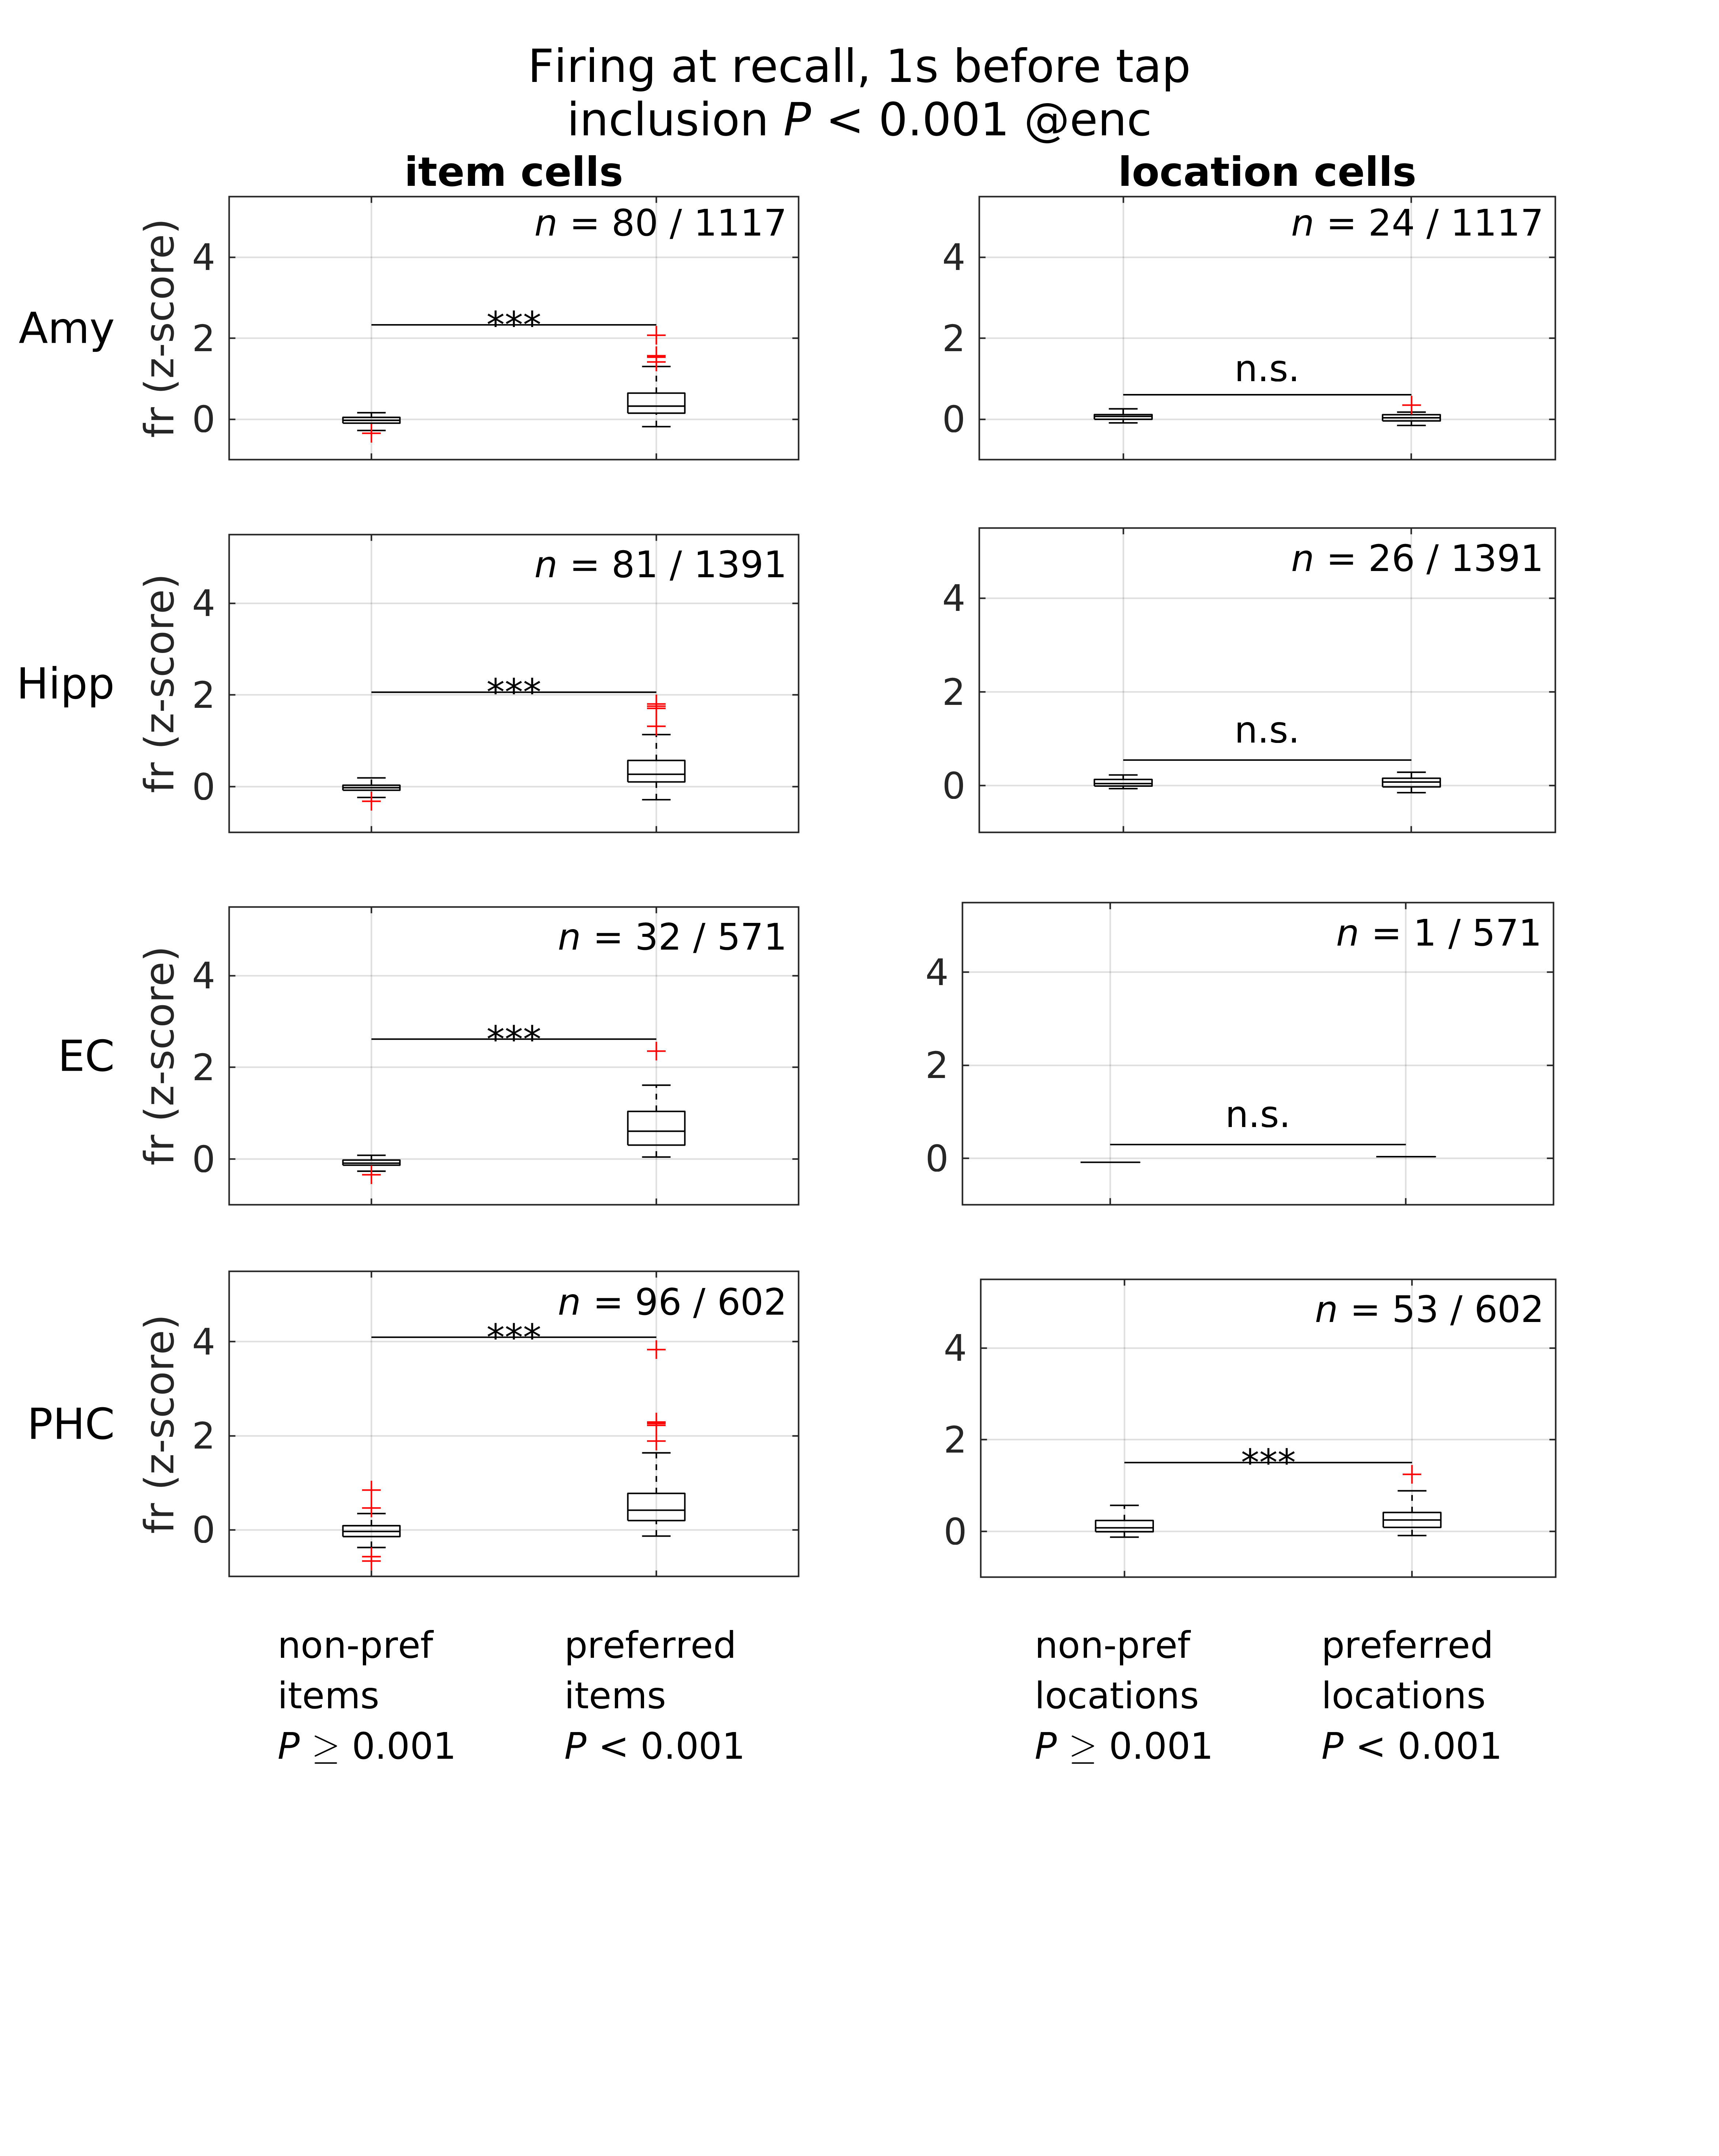 Firing at recall, 1s before tap
inclusion P < 0.001 @enc
item cells
location cells
Amy
fr (z-score)
4
2
0
n = 80 / 1117
***
4
2
0
n = 24 / 1117
n.s.
Hipp
fr (z-score)
4
2
0
n = 81 / 1391
***
4
2
0
n = 26 / 1391
n.s.
EC
fr (z-score)
4
2
0
n = 32 / 571
***
4
2
0
n = 1 / 571
n.s.
PHC
fr (z-score)
4
2
0
n = 96 / 602
***
4
2
0
n = 53 / 602
***
non-pref
items
P ≥ 0.001
preferred
items
P < 0.001
non-pref
locations
P ≥ 0.001
preferred
locations
P < 0.001